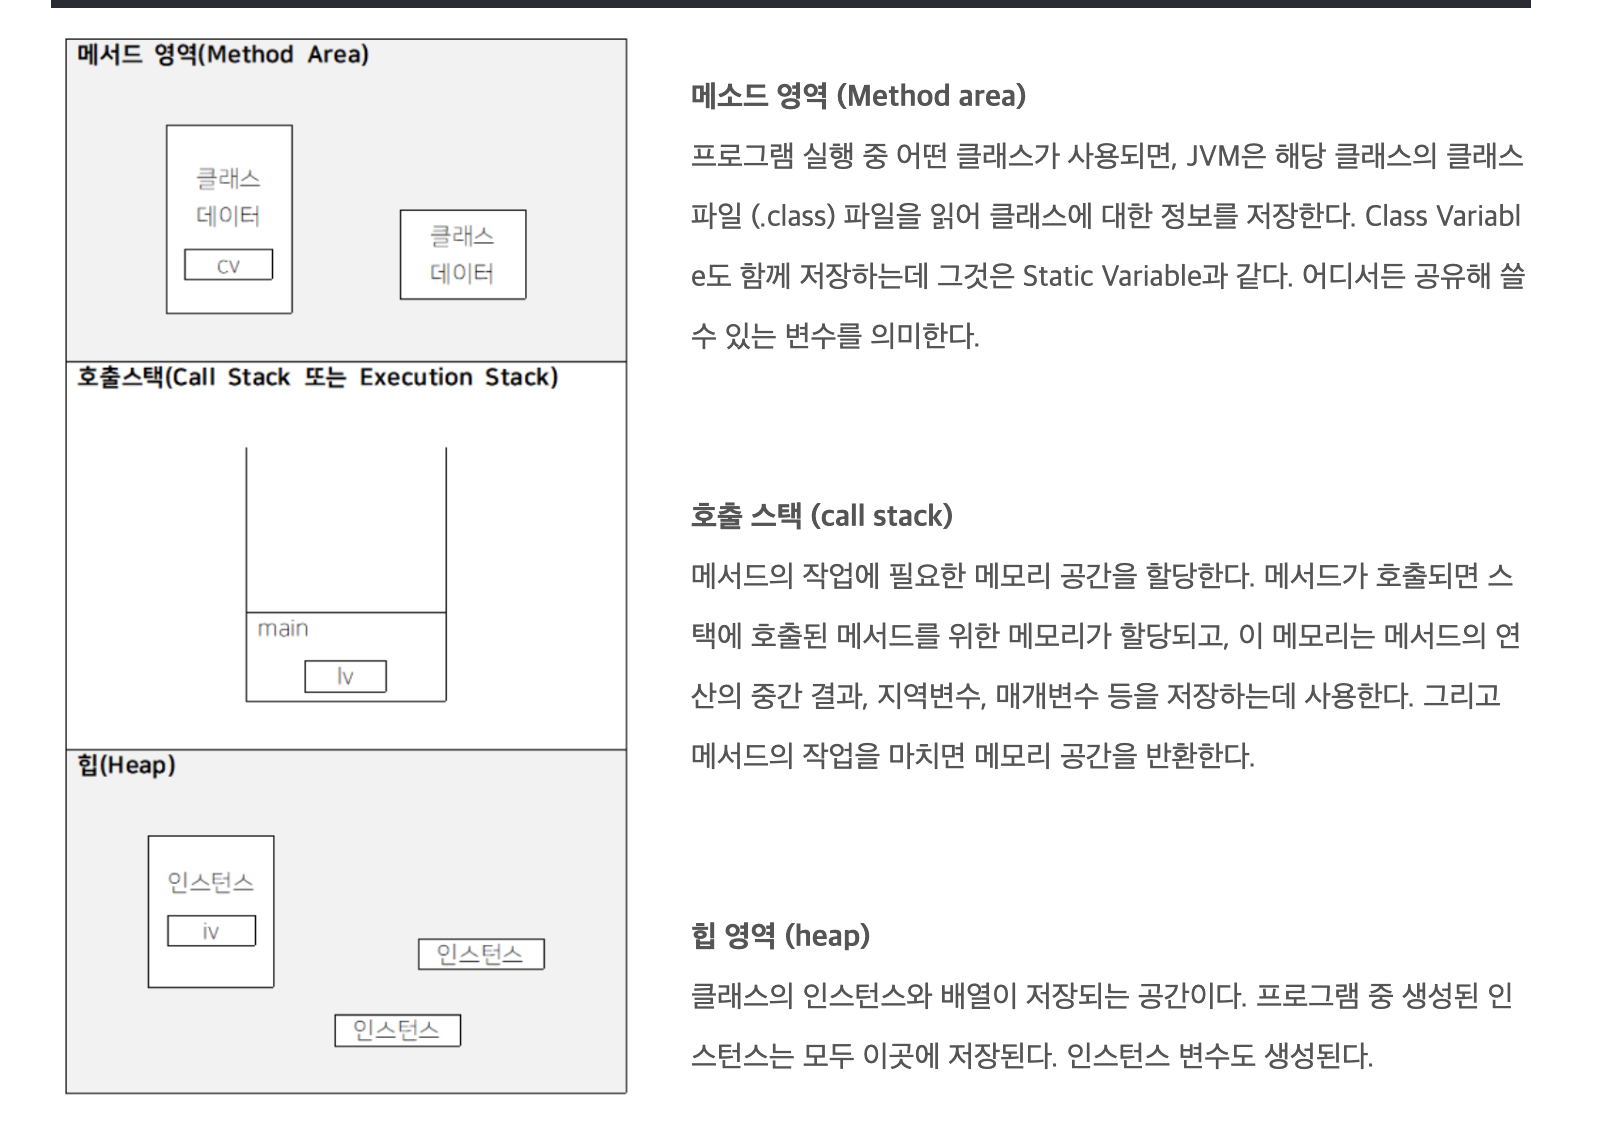 메서드 영역(Method Area)
클래스
데이터
cv
클래스
데이터
호출스택(Call Stack 또는 Execution Stack)
main
lv
힙(Heap)
인스턴스
iv
인스턴스
인스턴스
메소드 영역 (Method area)
프로그램 실행 중 어떤 클래스가 사용되면, JVM은 해당 클래스의 클래스
파일 (.class) 파일을 읽어 클래스에 대한 정보를 저장한다. Class Variabl
e도 함께 저장하는데 그것은 Static Variable과 같다. 어디서든 공유해 쓸
수 있는 변수를 의미한다.
호출 스택 (call stack)
메서드의 작업에 필요한 메모리 공간을 할당한다. 메서드가 호출되면 스
택에 호출된 메서드를 위한 메모리가 할당되고, 이 메모리는 메서드의 연
산의 중간 결과, 지역변수, 매개변수 등을 저장하는데 사용한다. 그리고
메서드의 작업을 마치면 메모리 공간을 반환한다.
힙 영역 (heap)
클래스의 인스턴스와 배열이 저장되는 공간이다. 프로그램 중 생성된 인
스턴스는 모두 이곳에 저장된다. 인스턴스 변수도 생성된다.